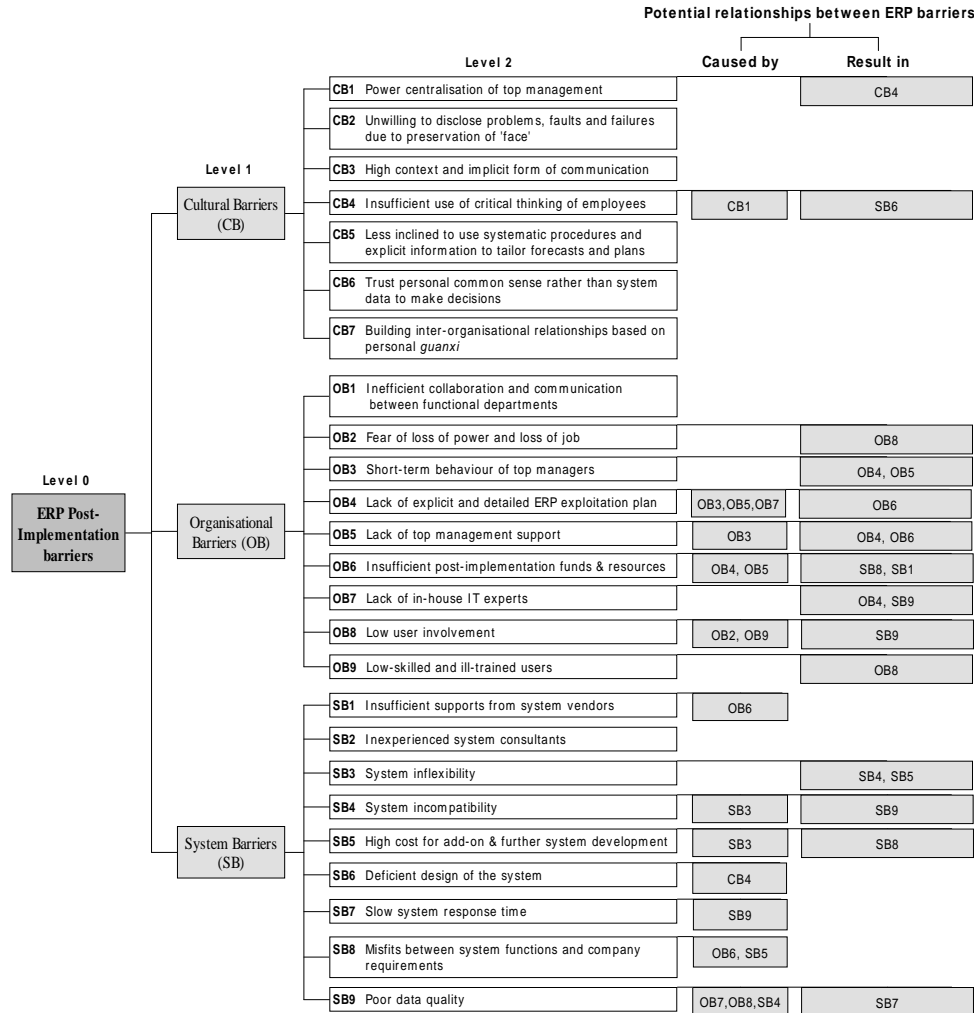 Potential relationships between ERP barriers
Level 2
Caused by
Result in
CB1 Power centralisation of top management
CB4
CB2 Unwilling to disclose problems, faults and failures
due to preservation of 'face'
Level 1
CB3 High context and implicit form of communication
Cultural Barriers
(CB)
CB4 Insufficient use of critical thinking of employees
CB1
SB6
CB5 Less inclined to use systematic procedures and
explicit information to tailor forecasts and plans
CB6 Trust personal common sense rather than system
data to make decisions
CB7 Building inter-organisational relationships based on
personal guanxi
OB1 Inefficient collaboration and communication
between functional departments
OB2 Fear of loss of power and loss of job
OB8
OB3 Short-term behaviour of top managers
OB4, OB5
Level 0
ERP Post-
Implementation
barriers
OB4 Lack of explicit and detailed ERP exploitation plan
OB3,OB5,OB7
OB6
Organisational
Barriers (OB)
OB5 Lack of top management support
OB3
OB4, OB6
OB6 Insufficient post-implementation funds & resources
OB4, OB5
SB8, SB1
OB7 Lack of in-house IT experts
OB4, SB9
OB8 Low user involvement
OB2, OB9
SB9
OB9 Low-skilled and ill-trained users
OB8
SB1 Insufficient supports from system vendors
OB6
SB2 Inexperienced system consultants
SB3 System inflexibility
SB4, SB5
SB4 System incompatibility
SB3
SB9
System Barriers
(SB)
SB5 High cost for add-on & further system development
SB3
SB8
SB6 Deficient design of the system
CB4
SB7 Slow system response time
SB9
SB8 Misfits between system functions and company
requirements
OB6, SB5
SB9 Poor data quality
OB7,OB8,SB4
SB7